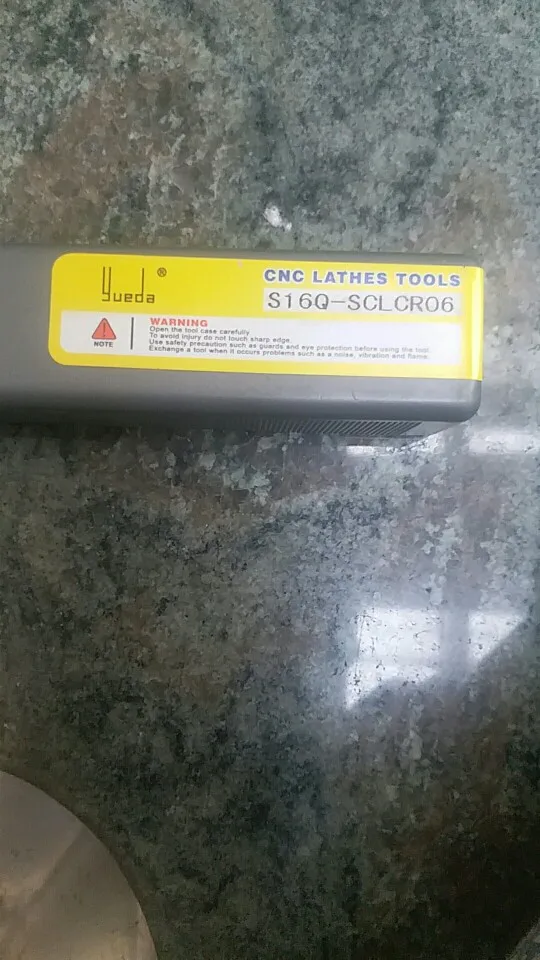 yueda ®
CNC LATHES TOOLS
S16Q-SCLCR06
NOTE
WARNING
Open the tool case carefully
To avoid injury do not touch sharp edge.
Use safety precaution such as guards and eye protection before using the tool.
Exchange a tool when it occurs problems such as a noise, vibration and flame.